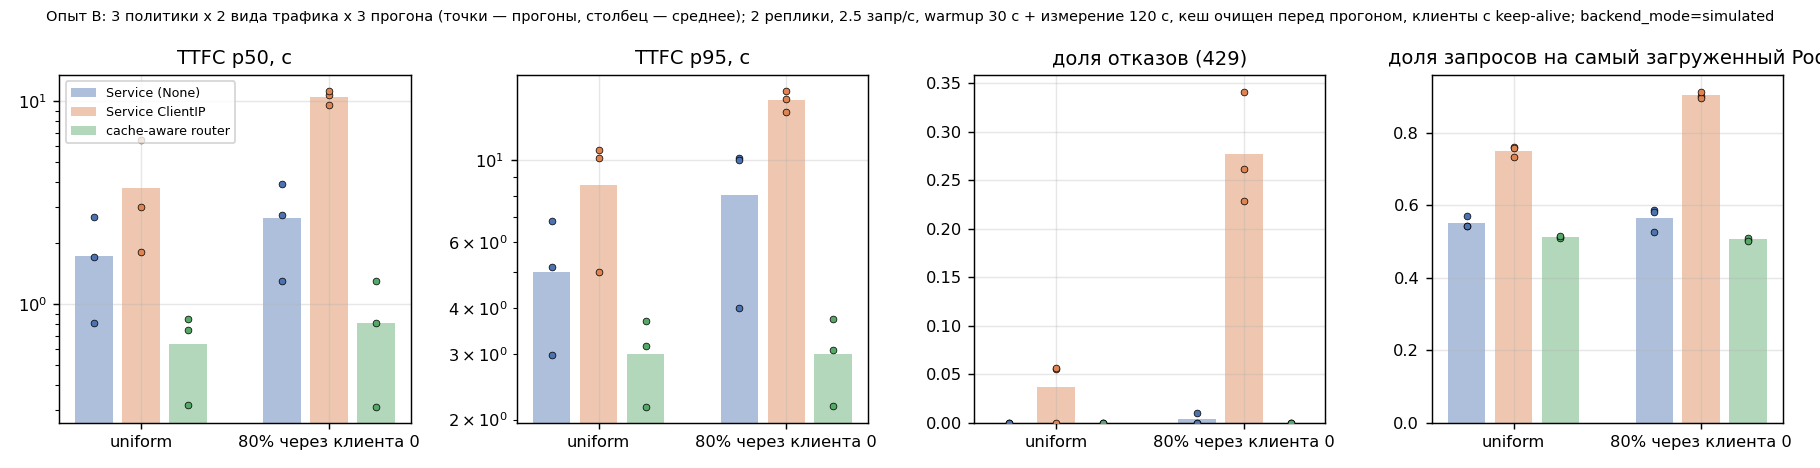 Опыт B: 3 политики x 2 вида трафика x 3 прогона (точки — прогоны, столбец — среднее); 2 реплики, 2.5 запр/с, warmup 30 с + измерение 120 с, кеш очищен перед прогоном, клиенты с keep-alive; backend_mode=simulated
TTFC p50, с
10¹
10⁰
Service (None)
Service ClientIP
cache-aware router
uniform
80% через клиента 0
TTFC p95, с
10¹
6 × 10⁰
4 × 10⁰
3 × 10⁰
2 × 10⁰
uniform
80% через клиента 0
доля отказов (429)
0.35
0.30
0.25
0.20
0.15
0.10
0.05
0.00
uniform
80% через клиента 0
доля запросов на самый загруженный Po
0.8
0.6
0.4
0.2
0.0
uniform
80% через клиента 0